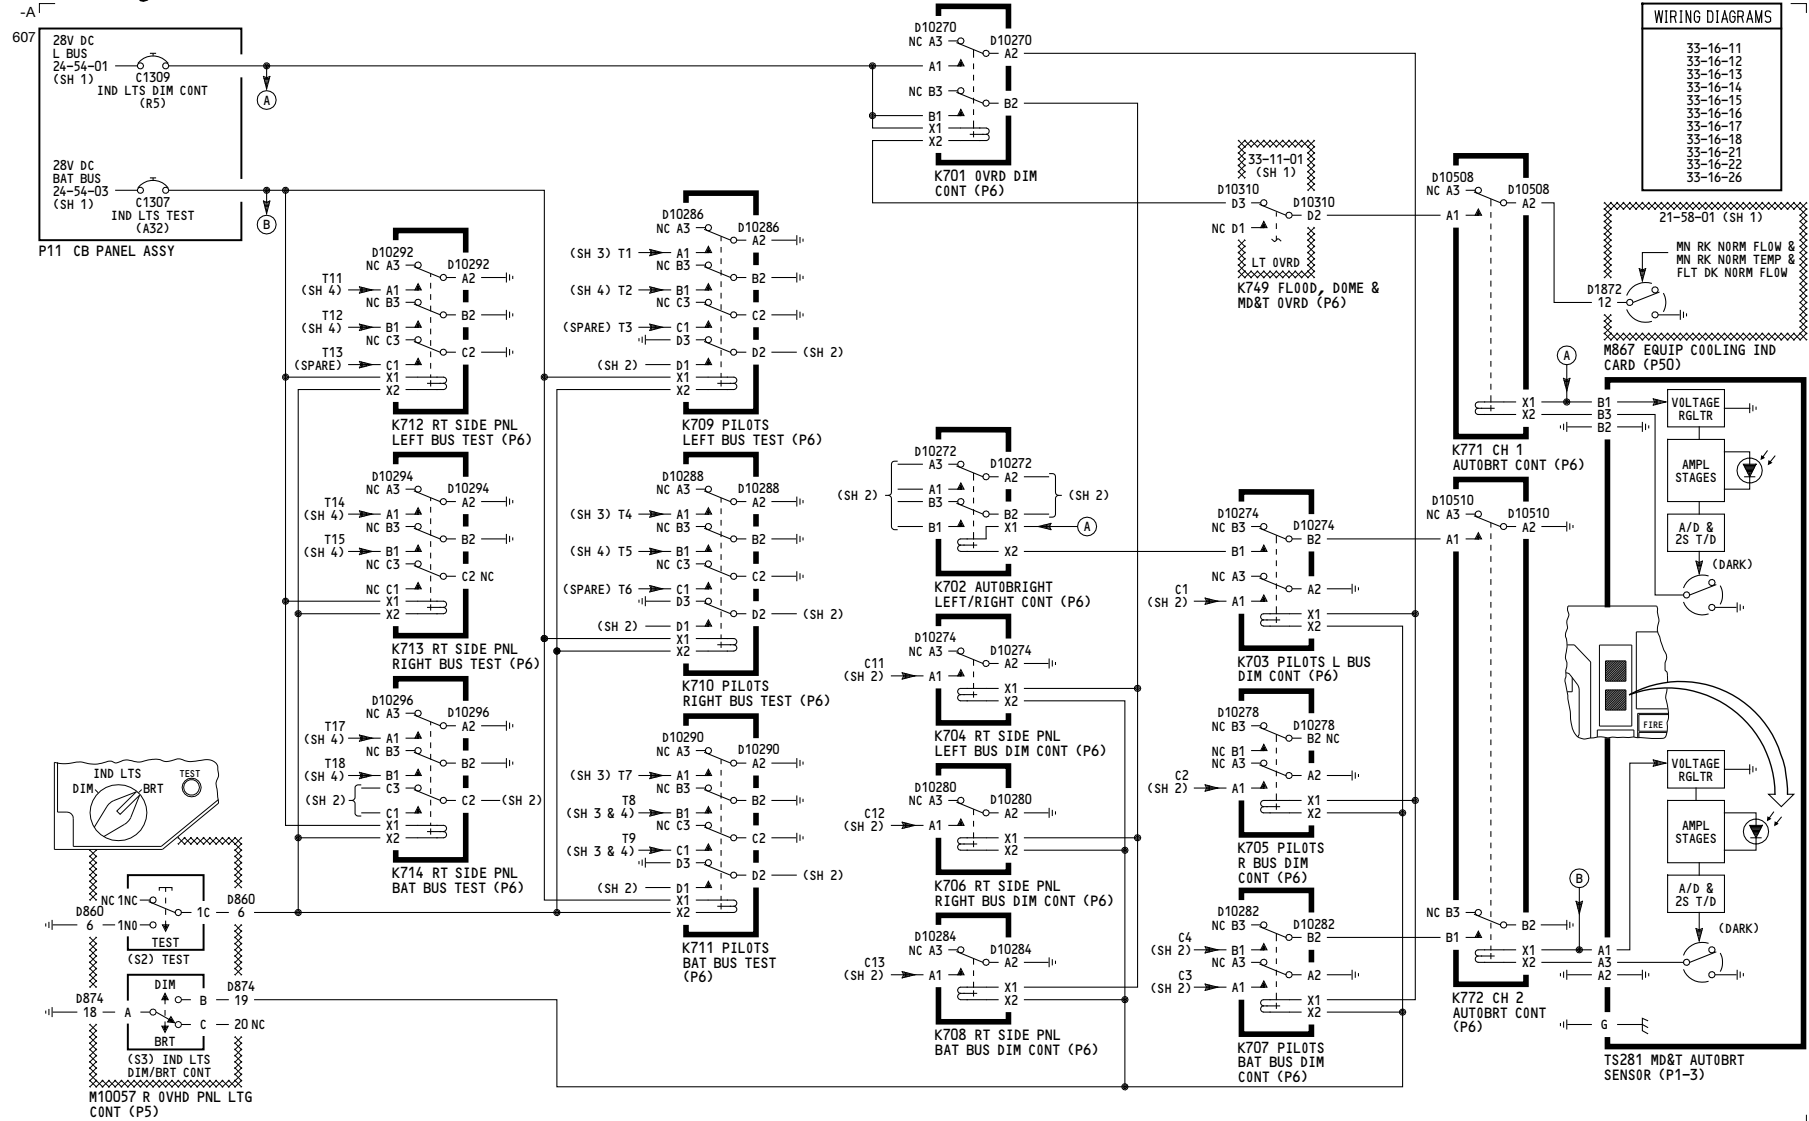 -A
607
28V DC
L BUS
24-54-01
(SH 1)
C1309
IND LTS DIM CONT
(R5)
A
28V DC
BAT BUS
24-54-03
(SH 1)
C1307
IND LTS TEST
(A32)
B
P11 CB PANEL ASSY
D10292
NC A3
D10292
A2
T11
(SH 4)
A1
NC B3
B2
T12
(SH 4)
B1
NC C3
C2
T13
(SPARE)
C1
X1
X2
K712 RT SIDE PNL
LEFT BUS TEST (P6)
D10294
NC A3
D10294
A2
T14
(SH 4)
A1
NC B3
B2
T15
(SH 4)
B1
NC C3
C2 NC
NC C1
X1
X2
K713 RT SIDE PNL
RIGHT BUS TEST (P6)
D10296
NC A3
D10296
A2
T17
(SH 4)
A1
NC B3
B2
T18
(SH 4)
B1
C3
(SH 2)
C2
(SH 2)
C1
X1
X2
K714 RT SIDE PNL
BAT BUS TEST (P6)
IND LTS
DIM
BRT
TEST
D860
6
NC 1NC
1NO
1C
D860
6
TEST
(S2) TEST
D874
18
A
DIM
B
C
BRT
D874
19
20 NC
(S3) IND LTS
DIM/BRT CONT
M10057 R OVHD PNL LTG
CONT (P5)
D10286
NC A3
D10286
A2
(SH 3) T1
A1
NC B3
B2
(SH 4) T2
B1
NC C3
C2
(SPARE) T3
C1
D3
D2
(SH 2)
(SH 2)
D1
X1
X2
K709 PILOTS
LEFT BUS TEST (P6)
D10288
NC A3
D10288
A2
(SH 3) T4
A1
NC B3
B2
(SH 4) T5
B1
NC C3
C2
(SPARE) T6
C1
D3
D2
(SH 2)
(SH 2)
D1
X1
X2
K710 PILOTS
RIGHT BUS TEST (P6)
D10290
NC A3
D10290
A2
(SH 3) T7
A1
NC B3
B2
T8
(SH 3 & 4)
B1
NC C3
C2
T9
(SH 3 & 4)
C1
D3
D2
(SH 2)
(SH 2)
D1
X1
X2
K711 PILOTS
BAT BUS TEST
(P6)
D10270
NC A3
D10270
A2
A1
NC B3
B2
B1
X1
X2
K701 OVRD DIM
CONT (P6)
D10272
A3
D10272
A2
(SH 2)
A1
B3
(SH 2)
B2
B1
X1
A
X2
K702 AUTOBRIGHT
LEFT/RIGHT CONT (P6)
D10274
NC A3
D10274
A2
C11
(SH 2)
A1
X1
X2
K704 RT SIDE PNL
LEFT BUS DIM CONT (P6)
D10280
NC A3
D10280
A2
C12
(SH 2)
A1
X1
X2
K706 RT SIDE PNL
RIGHT BUS DIM CONT (P6)
D10284
NC A3
D10284
A2
C13
(SH 2)
A1
X1
X2
K708 RT SIDE PNL
BAT BUS DIM CONT (P6)
33-11-01
(SH 1)
D10310
D3
D10310
D2
NC D1
LT OVRD
K749 FLOOD, DOME &
MD&T OVRD (P6)
D10274
NC B3
D10274
B2
B1
NC A3
A2
C1
(SH 2)
A1
X1
X2
K703 PILOTS L BUS
DIM CONT (P6)
D10278
NC B3
D10278
B2 NC
NC B1
NC A3
A2
C2
(SH 2)
A1
X1
X2
K705 PILOTS
R BUS DIM
CONT (P6)
D10282
NC B3
D10282
B2
C4
(SH 2)
B1
NC A3
A2
C3
(SH 2)
A1
X1
X2
K707 PILOTS
BAT BUS DIM
CONT (P6)
D10508
NC A3
D10508
A2
A1
X1
X2
K771 CH 1
AUTOBRT CONT (P6)
D10510
NC A3
D10510
A2
A1
NC B3
B2
B1
X1
X2
K772 CH 2
AUTOBRT CONT
(P6)
WIRING DIAGRAMS
33-16-11
33-16-12
33-16-13
33-16-14
33-16-15
33-16-16
33-16-17
33-16-18
33-16-21
33-16-22
33-16-26
21-58-01 (SH 1)
MN RK NORM FLOW &
MN RK NORM TEMP &
FLT DK NORM FLOW
D1872
12
M867 EQUIP COOLING IND
CARD (P50)
A
B1
B3
B2
VOLTAGE
RGLTR
AMPL
STAGES
A/D &
2S T/D
(DARK)
FIRE
VOLTAGE
RGLTR
AMPL
STAGES
A/D &
2S T/D
(DARK)
B
A1
A3
A2
G
TS281 MD&T AUTOBRT
SENSOR (P1-3)